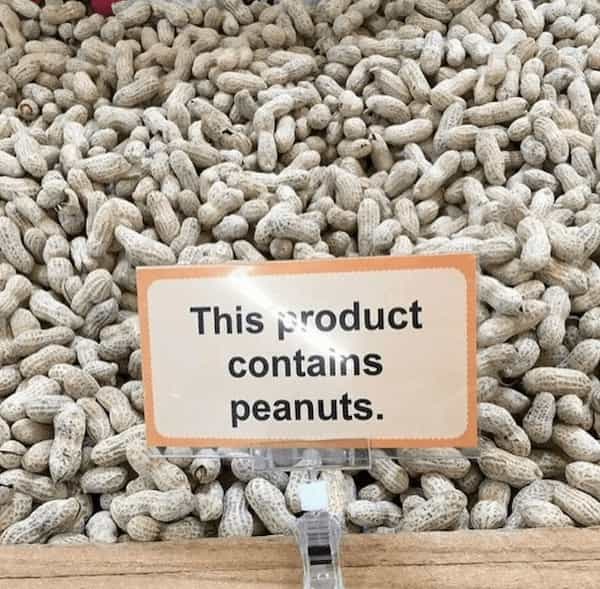 This product
contains
peanuts.